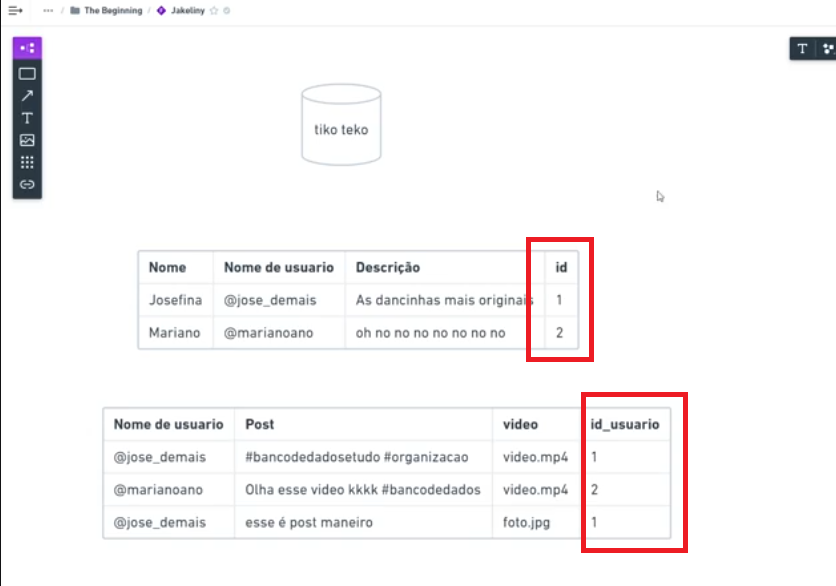 ... / The Beginning / Jakeliny
T
T
tiko teko
Nome Nome de usuario Descrição id
Josefina @jose_demais As dancinhas mais originais 1
Mariano @marianoano oh no no no no no no no 2
Nome de usuario Post video id_usuario
@jose_demais #bancodedadosetudo #organizacao video.mp4 1
@marianoano Olha esse video kkkk #bancodedados video.mp4 2
@jose_demais esse é post maneiro foto.jpg 1